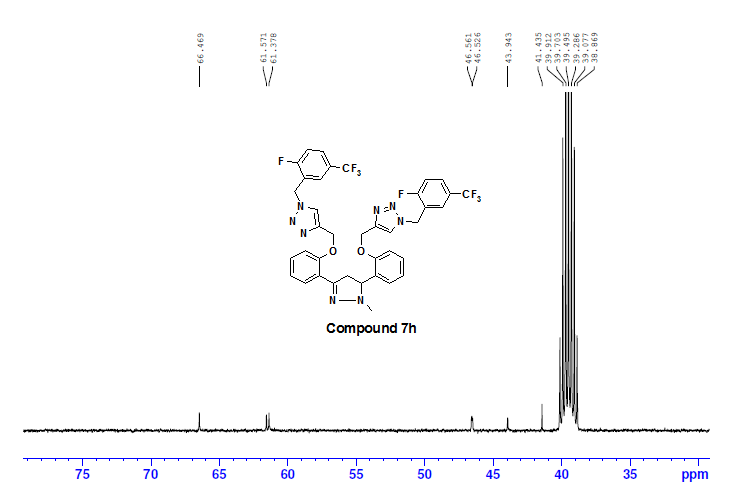 66.469
61.571
61.378
46.561
46.526
43.943
41.435
39.912
39.703
39.495
39.286
39.077
38.869
F
CF3
N
N
N
O
F
CF3
N
N
N
O
N
N
Compound 7h
75 70 65 60 55 50 45 40 35 ppm